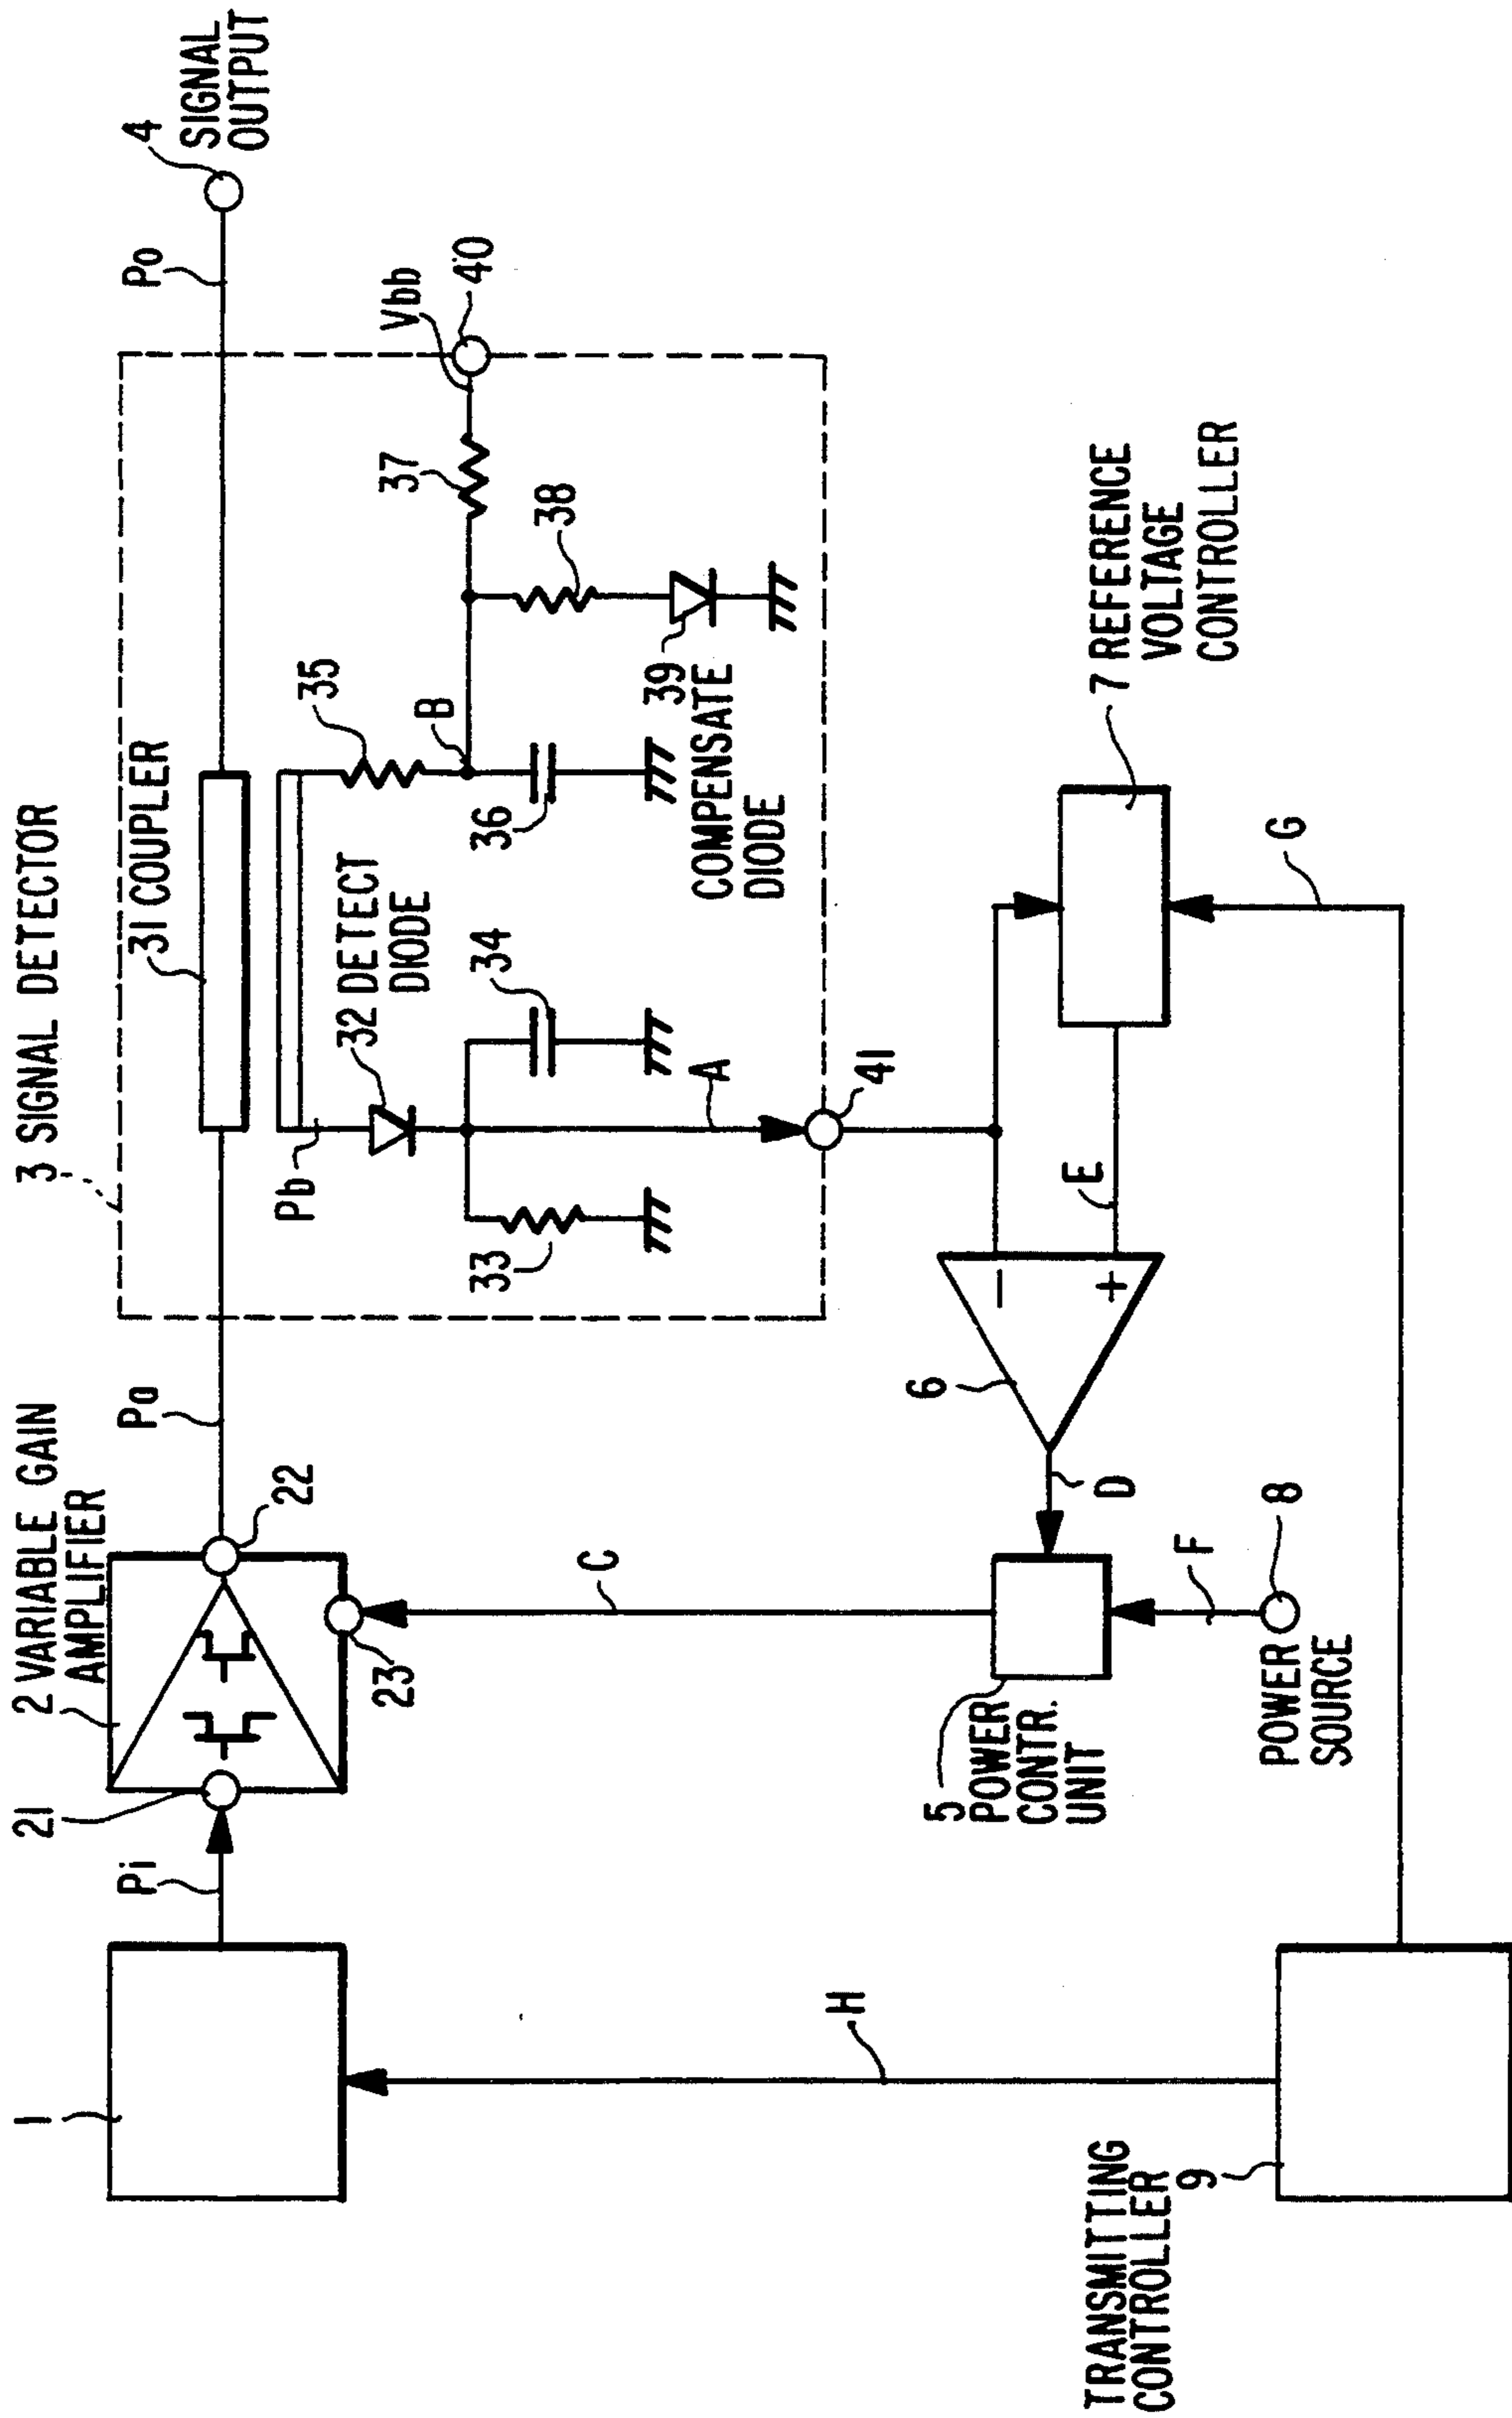 3 SIGNAL DETECTOR
2 VARIABLE GAIN
AMPLIFIER
31 COUPLER
4
SIGNAL
OUTPUT
1
Pi
21
22
23
Po
Po
Pb
32 DETECT
DIODE
33
34
35
36
B
37
38
39
COMPENSATE
DIODE
Vbb
40
A
41
C
H
6
−
+
D
E
F
G
5
POWER
CONTR.
UNIT
8
POWER
SOURCE
7 REFERENCE
VOLTAGE
CONTROLLER
TRANSMITTING
CONTROLLER
9